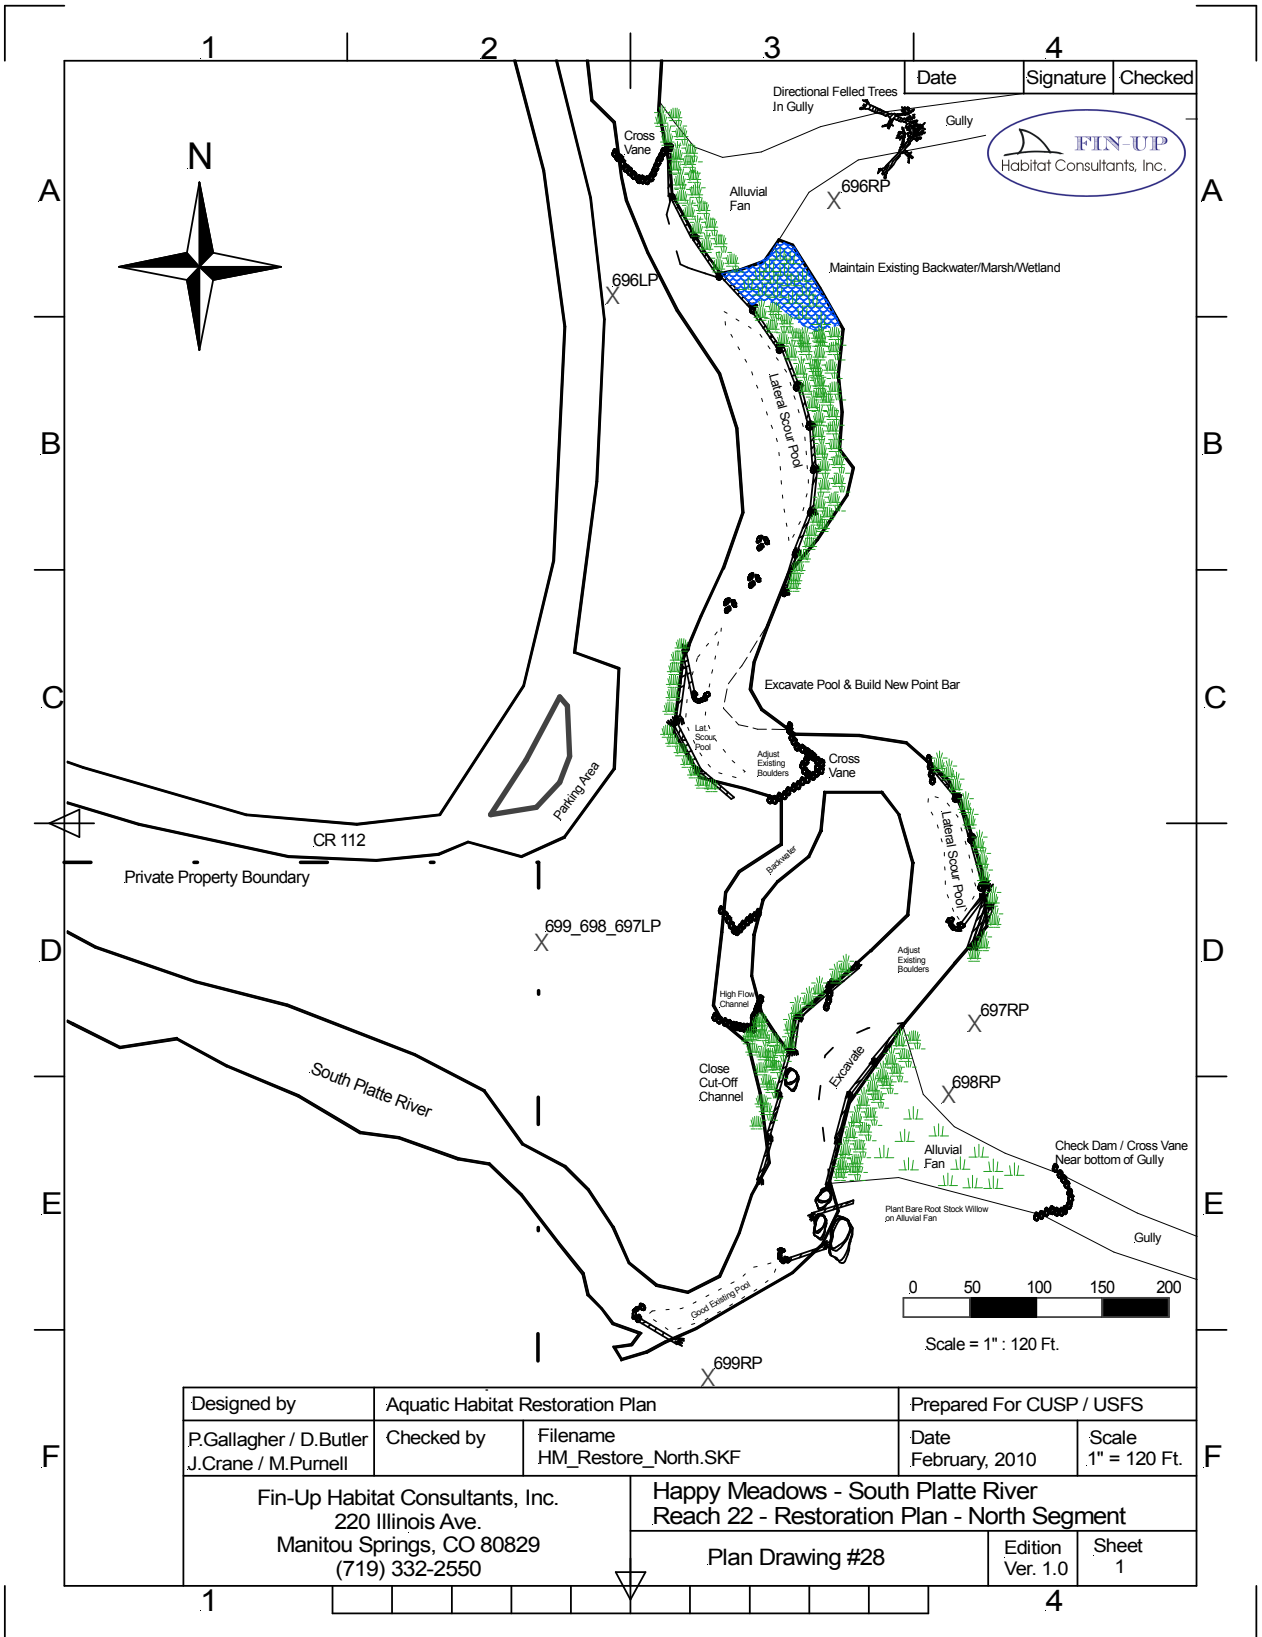 1
2
3
4
Date
Signature
Checked
Directional Felled Trees
In Gully
Gully
FIN-UP
Habitat Consultants, Inc.
Cross
Vane
N
A
A
Alluvial
Fan
696RP
Maintain Existing Backwater/Marsh/Wetland
696LP
Lateral Scour Pool
B
B
C
C
Excavate Pool & Build New Point Bar
Lat.
Scour
Pool
Adjust
Existing
Boulders
Cross
Vane
Parking Area
CR 112
Lateral Scour Pool
Backwater
Private Property Boundary
699_698_697LP
D
D
Adjust
Existing
Boulders
High Flow
Channel
697RP
Excavate
Close
Cut-Off
Channel
698RP
South Platte River
Alluvial
Fan
Check Dam / Cross Vane
Near bottom of Gully
E
E
Plant Bare Root Stock Willow
on Alluvial Fan
Gully
Good Existing Pool
0 50 100 150 200
Scale = 1" : 120 Ft.
699RP
Designed by
Aquatic Habitat Restoration Plan
Prepared For CUSP / USFS
P.Gallagher / D.Butler
J.Crane / M.Purnell
Checked by
Filename
HM_Restore_North.SKF
Date
February, 2010
Scale
1" = 120 Ft.
F
F
Fin-Up Habitat Consultants, Inc.
220 Illinois Ave.
Manitou Springs, CO 80829
(719) 332-2550
Happy Meadows - South Platte River
Reach 22 - Restoration Plan - North Segment
Plan Drawing #28
Edition
Ver. 1.0
Sheet
1
1
4